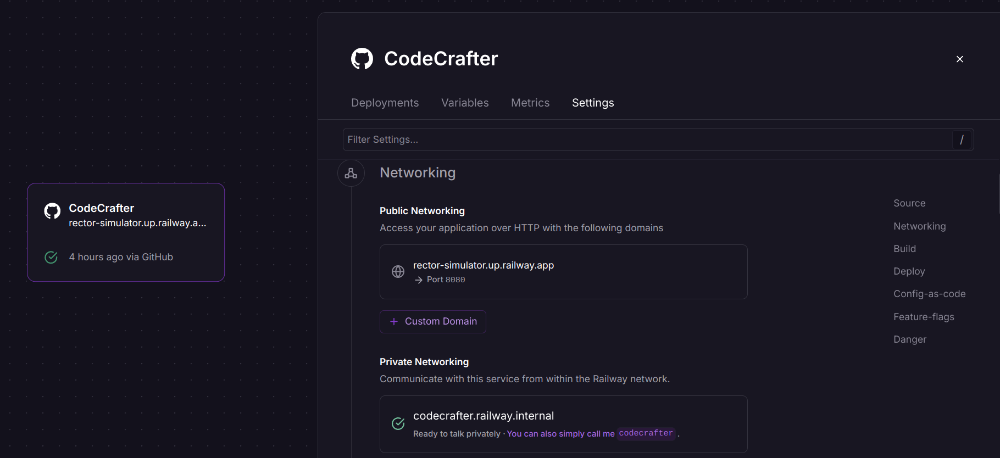 CodeCrafter
rector-simulator.up.railway.a...
4 hours ago via GitHub
CodeCrafter
Deployments
Variables
Metrics
Settings
Filter Settings...
/
Networking
Public Networking
Access your application over HTTP with the following domains
rector-simulator.up.railway.app
→ Port 8080
+ Custom Domain
Private Networking
Communicate with this service from within the Railway network.
codecrafter.railway.internal
Ready to talk privately · You can also simply call me codecrafter .
Source
Networking
Build
Deploy
Config-as-code
Feature-flags
Danger